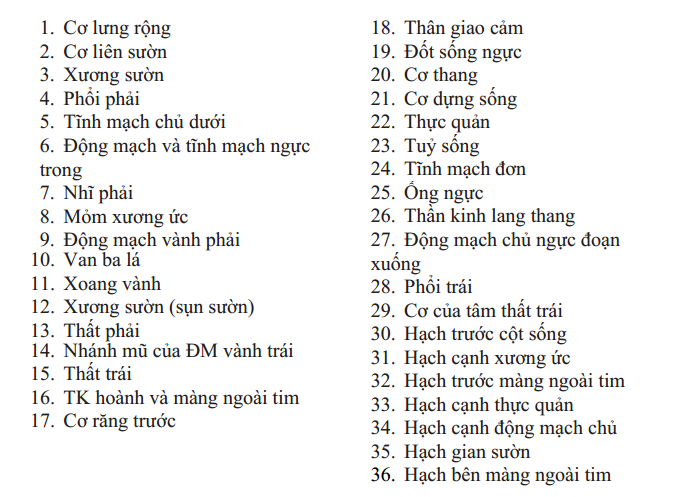 1. Cơ lưng rộng
2. Cơ liên sườn
3. Xương sườn
4. Phổi phải
5. Tĩnh mạch chủ dưới
6. Động mạch và tĩnh mạch ngực
trong
7. Nhĩ phải
8. Mỏm xương ức
9. Động mạch vành phải
10. Van ba lá
11. Xoang vành
12. Xương sườn (sụn sườn)
13. Thất phải
14. Nhánh mũ của ĐM vành trái
15. Thất trái
16. TK hoành và màng ngoài tim
17. Cơ răng trước
18. Thân giao cảm
19. Đốt sống ngực
20. Cơ thang
21. Cơ dựng sống
22. Thực quản
23. Tuỷ sống
24. Tĩnh mạch đơn
25. Ống ngực
26. Thần kinh lang thang
27. Động mạch chủ ngực đoạn
xuống
28. Phổi trái
29. Cơ của tâm thất trái
30. Hạch trước cột sống
31. Hạch cạnh xương ức
32. Hạch trước màng ngoài tim
33. Hạch cạnh thực quản
34. Hạch cạnh động mạch chủ
35. Hạch gian sườn
36. Hạch bên màng ngoài tim